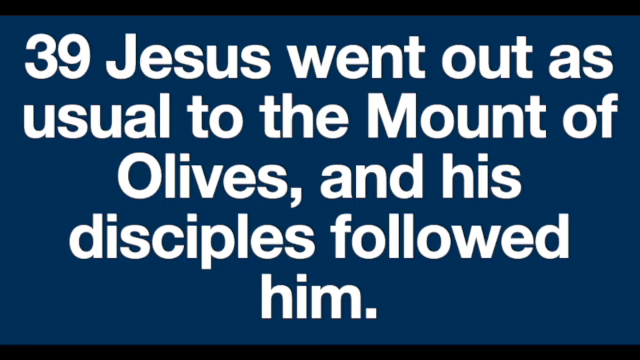 39 Jesus went out as
usual to the Mount of
Olives, and his
disciples followed
him.